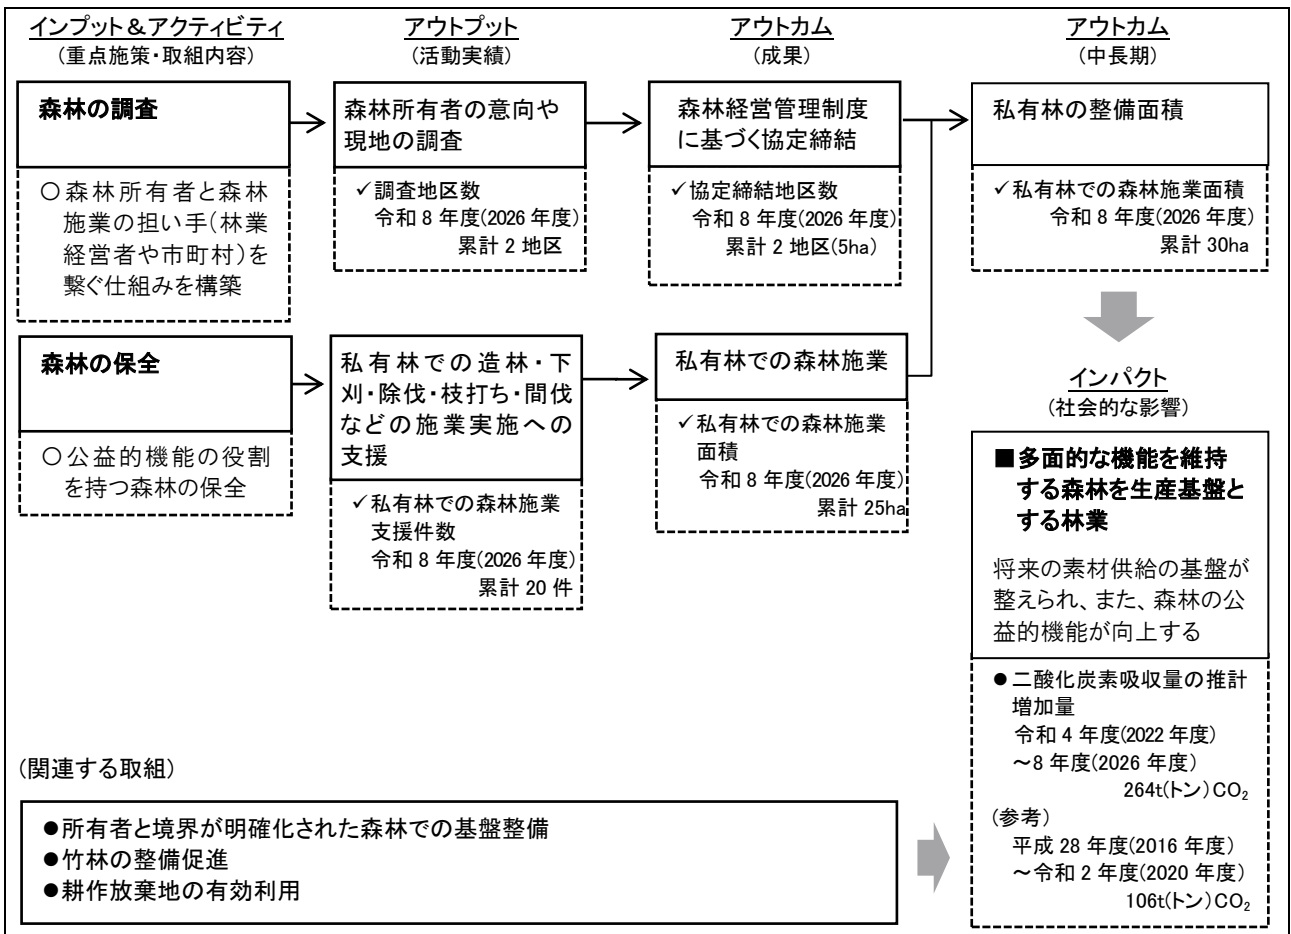 インプット＆アクティビティ
(重点施策・取組内容)
アウトプット
(活動実績)
アウトカム
(成果)
アウトカム
(中長期)
森林の調査
○森林所有者と森林
施業の担い手(林業
経営者や市町村)を
繋ぐ仕組みを構築
森林所有者の意向や
現地の調査
✓調査地区数
令和 8 年度(2026 年度)
累計 2 地区
森林経営管理制度
に基づく協定締結
✓協定締結地区数
令和 8 年度(2026 年度)
累計 2 地区(5ha)
私有林の整備面積
✓私有林での森林施業面積
令和 8 年度(2026 年度)
累計 30ha
森林の保全
○公益的機能の役割
を持つ森林の保全
私有林での造林・下
刈・除伐・枝打ち・間伐
などの施業実施への
支援
✓私有林での森林施業
支援件数
令和 8 年度(2026 年度)
累計 20 件
私有林での森林施業
✓私有林での森林施業
面積
令和 8 年度(2026 年度)
累計 25ha
インパクト
(社会的な影響)
■多面的な機能を維持
する森林を生産基盤と
する林業
将来の素材供給の基盤が
整えられ、また、森林の公
益的機能が向上する
●二酸化炭素吸収量の推計
増加量
令和 4 年度(2022 年度)
～8 年度(2026 年度)
264t(トン)CO₂
(参考)
平成 28 年度(2016 年度)
～令和 2 年度(2020 年度)
106t(トン)CO₂
(関連する取組)
●所有者と境界が明確化された森林での基盤整備
●竹林の整備促進
●耕作放棄地の有効利用